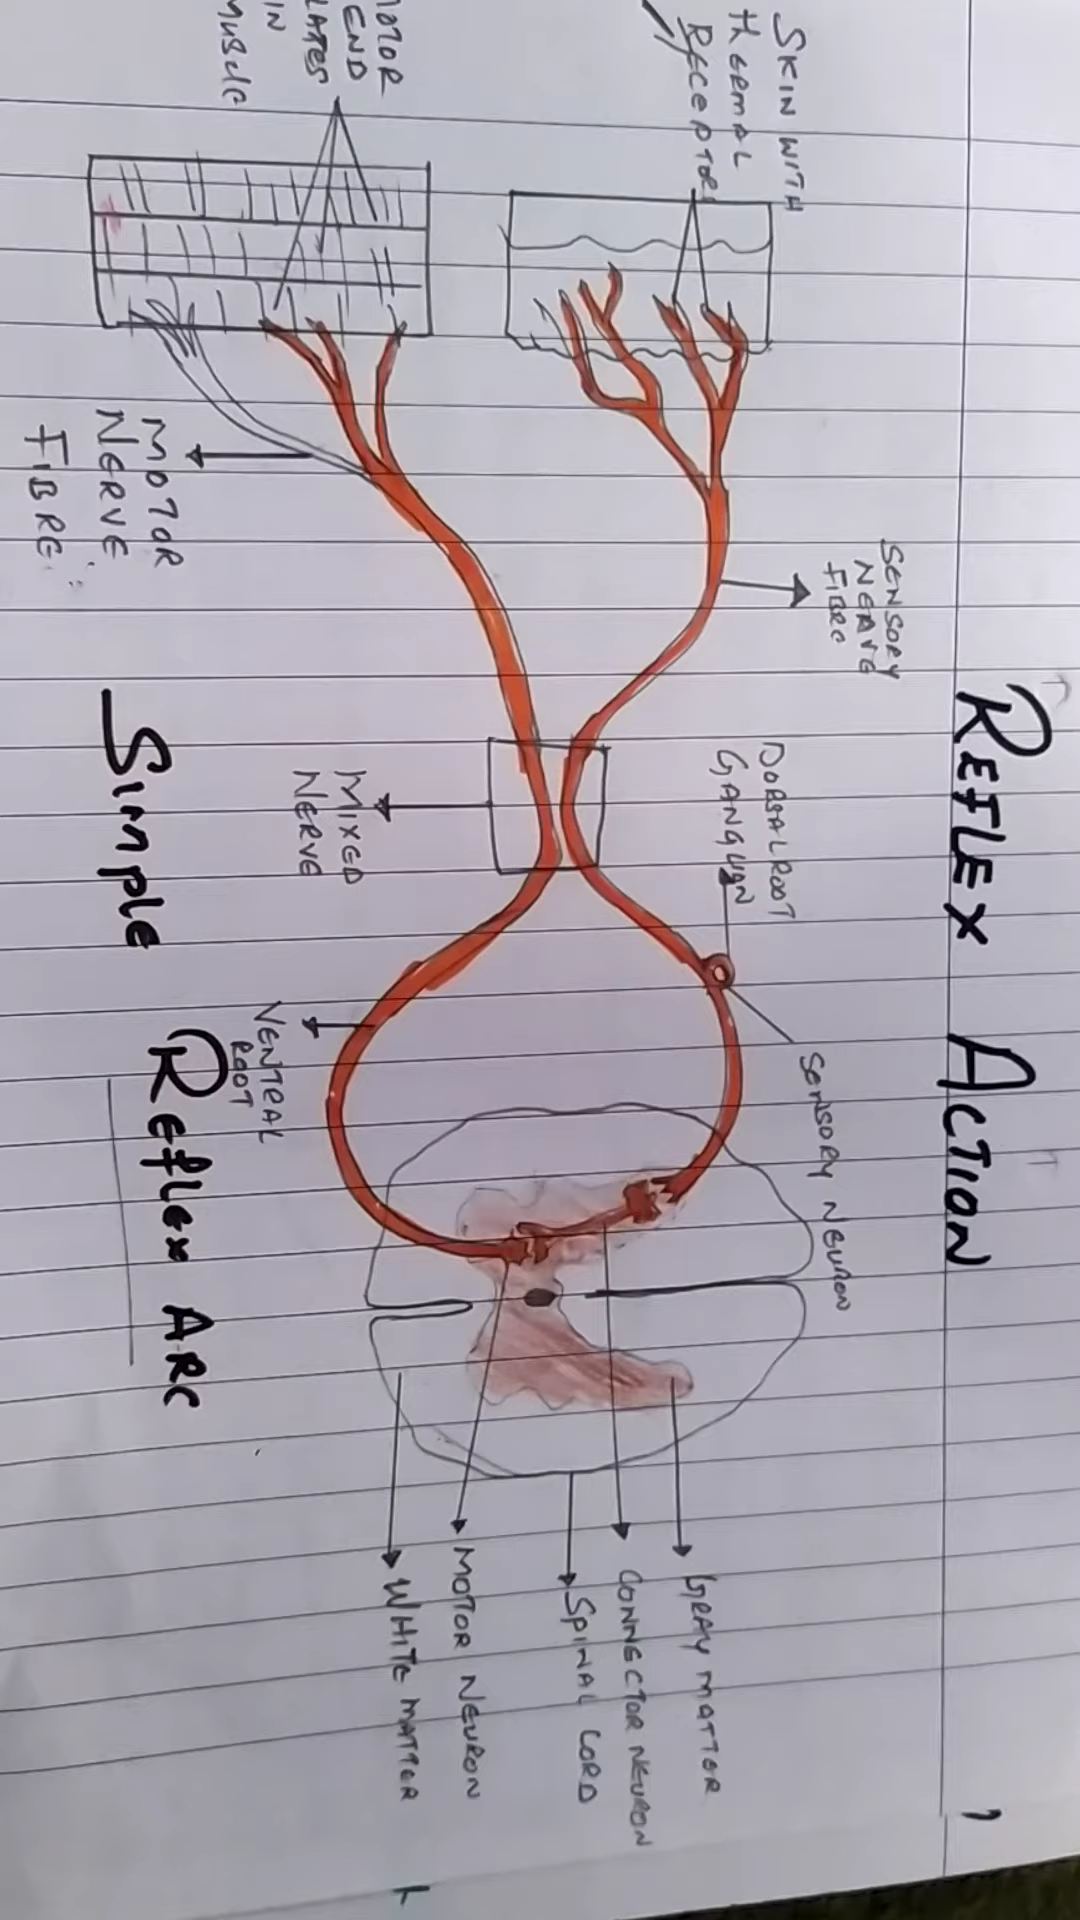 REFLEX ACTION
SKIN WITH
THERMAL
RECEPTORS
SENSORY
NERVE
FIBRE
DORSAL ROOT
GANGLION
SENSORY NEURON
GRAY MATTER
CONNECTOR NEURON
SPINAL CORD
MOTOR NEURON
WHITE MATTER
MOTOR
END
PLATES
IN
MUSCLE
MOTOR
NERVE
FIBRE
MIXED
NERVE
VENTRAL
ROOT
Simple Reflex ARC